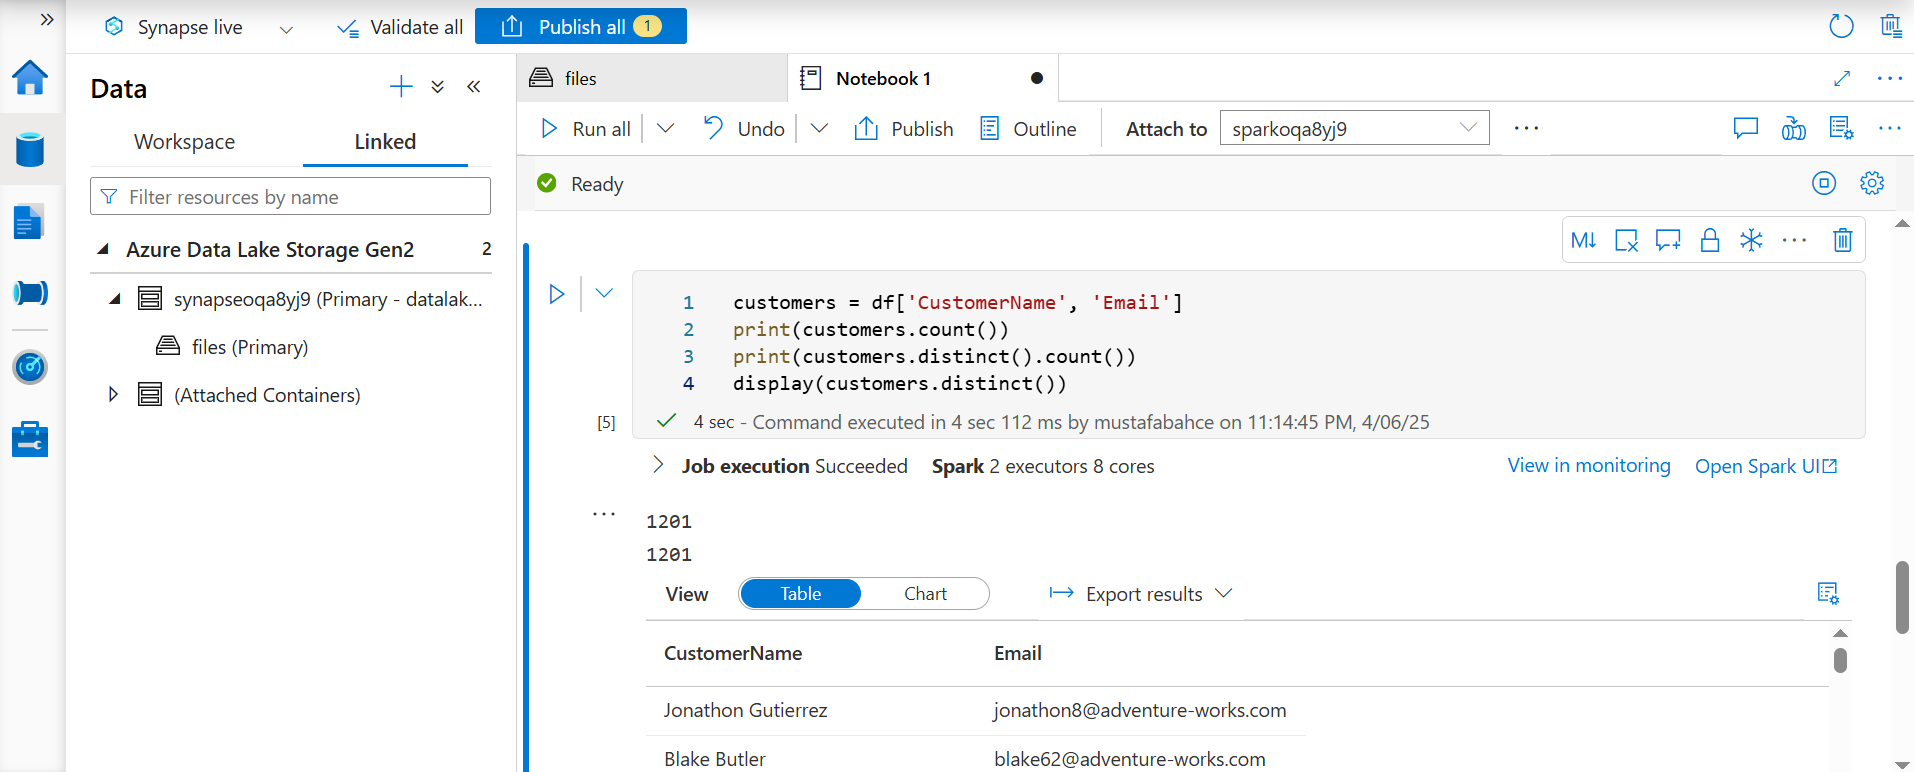 Synapse live
Validate all
Publish all 1
Data
Workspace
Linked
Filter resources by name
Azure Data Lake Storage Gen2 2
synapseoqa8yj9 (Primary - datalak...
files (Primary)
(Attached Containers)
files
Notebook 1
Run all
Undo
Publish
Outline
Attach to
sparkoqa8yj9
Ready
M↓
1 customers = df['CustomerName', 'Email']
2 print(customers.count())
3 print(customers.distinct().count())
4 display(customers.distinct())
[5]
4 sec - Command executed in 4 sec 112 ms by mustafabahce on 11:14:45 PM, 4/06/25
Job execution Succeeded Spark 2 executors 8 cores
View in monitoring
Open Spark UI
1201
1201
View
Table
Chart
Export results
CustomerName Email
Jonathon Gutierrez jonathon8@adventure-works.com
Blake Butler blake62@adventure-works.com